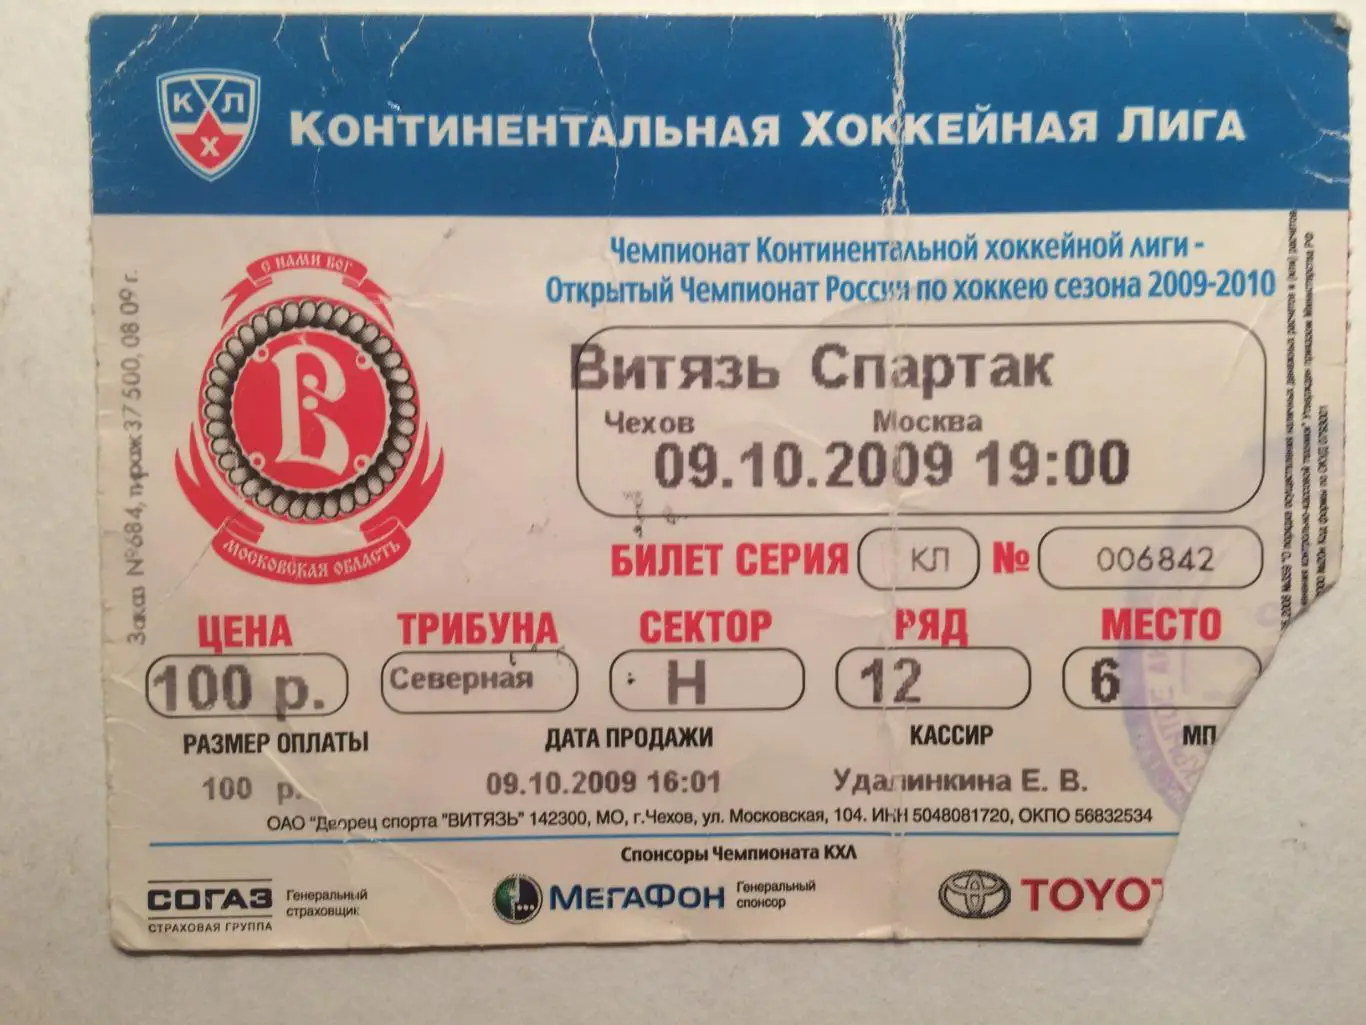 КХЛ
Континентальная Хоккейная Лига
Чемпионат Континентальной хоккейной лиги -
Открытый Чемпионат России по хоккею сезона 2009-2010
С НАМИ БОГ
В
МОСКОВСКАЯ ОБЛАСТЬ
Заказ №684, тираж 37 500, 08 09 г.
Витязь Спартак
Чехов Москва
09.10.2009 19:00
БИЛЕТ СЕРИЯ КЛ № 006842
ЦЕНА ТРИБУНА СЕКТОР РЯД МЕСТО
100 р. Северная Н 12 6
РАЗМЕР ОПЛАТЫ ДАТА ПРОДАЖИ КАССИР МП
100 р. 09.10.2009 16:01 Удалинкина Е. В.
ОАО "Дворец спорта "ВИТЯЗЬ" 142300, МО, г.Чехов, ул. Московская, 104. ИНН 5048081720, ОКПО 56832534
Спонсоры Чемпионата КХЛ
СОГАЗ
СТРАХОВАЯ ГРУППА
Генеральный
страховщик
МЕГАФОН
Генеральный
спонсор
TOYOT